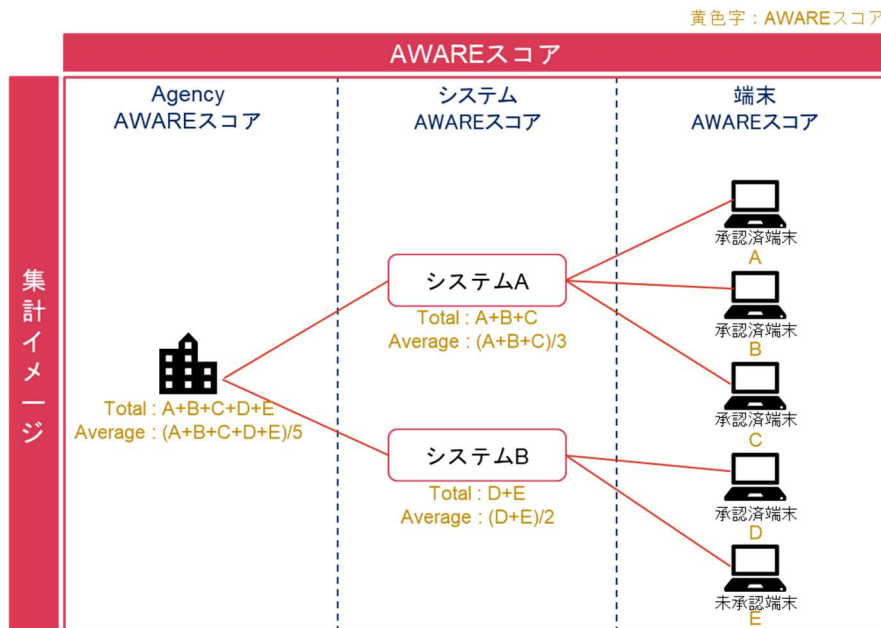 黄色字：AWAREスコア
AWAREスコア
集計イメージ
Agency
AWAREスコア
システム
AWAREスコア
端末
AWAREスコア
承認済端末
A
システムA
Total : A+B+C
Average : (A+B+C)/3
承認済端末
B
Total : A+B+C+D+E
Average : (A+B+C+D+E)/5
承認済端末
C
システムB
Total : D+E
Average : (D+E)/2
承認済端末
D
未承認端末
E